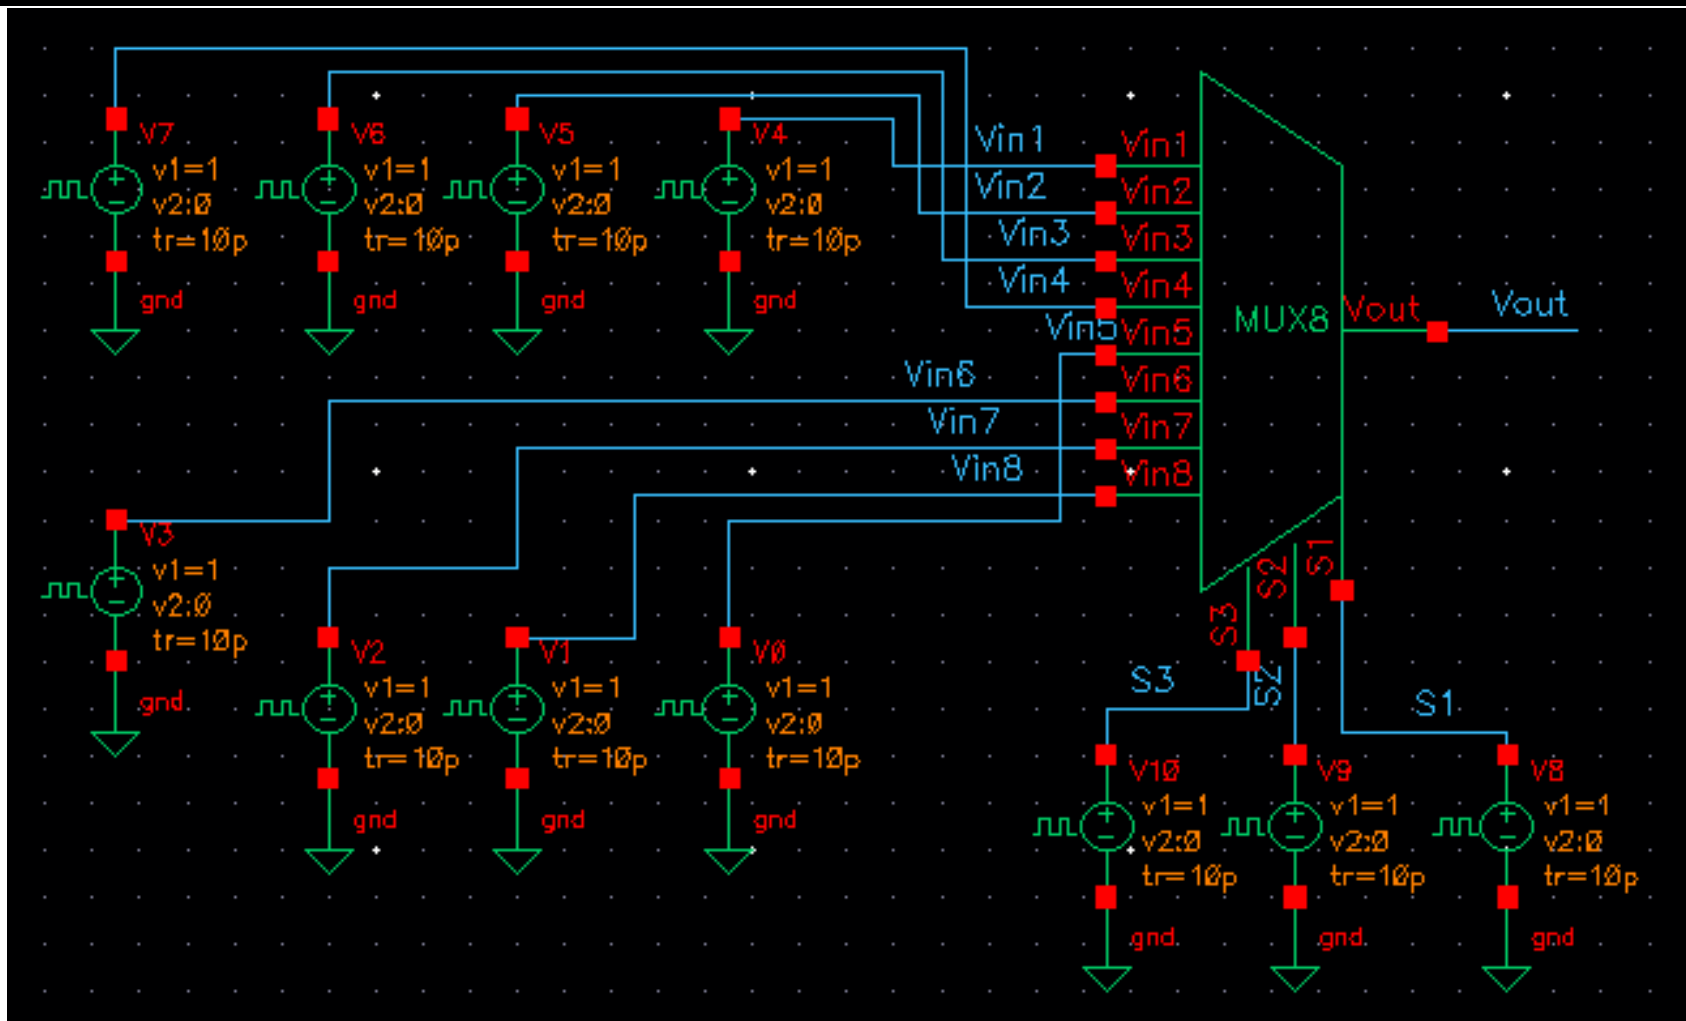 V7
v1=1
v2:0
tr=10p
gnd
V6
v1=1
v2:0
tr=10p
gnd
V5
v1=1
v2:0
tr=10p
gnd
V4
v1=1
v2:0
tr=10p
gnd
Vin1
Vin2
Vin3
Vin4
Vin5
Vin6
Vin7
Vin8
Vin1
Vin2
Vin3
Vin4
Vin5
Vin6
Vin7
Vin8
MUX8
Vout
Vout
V3
v1=1
v2:0
tr=10p
gnd
V2
v1=1
v2:0
tr=10p
gnd
V1
v1=1
v2:0
tr=10p
gnd
V0
v1=1
v2:0
tr=10p
gnd
S3
S2
S1
S3
S2
S1
V10
v1=1
v2:0
tr=10p
gnd
V9
v1=1
v2:0
tr=10p
gnd
V8
v1=1
v2:0
tr=10p
gnd